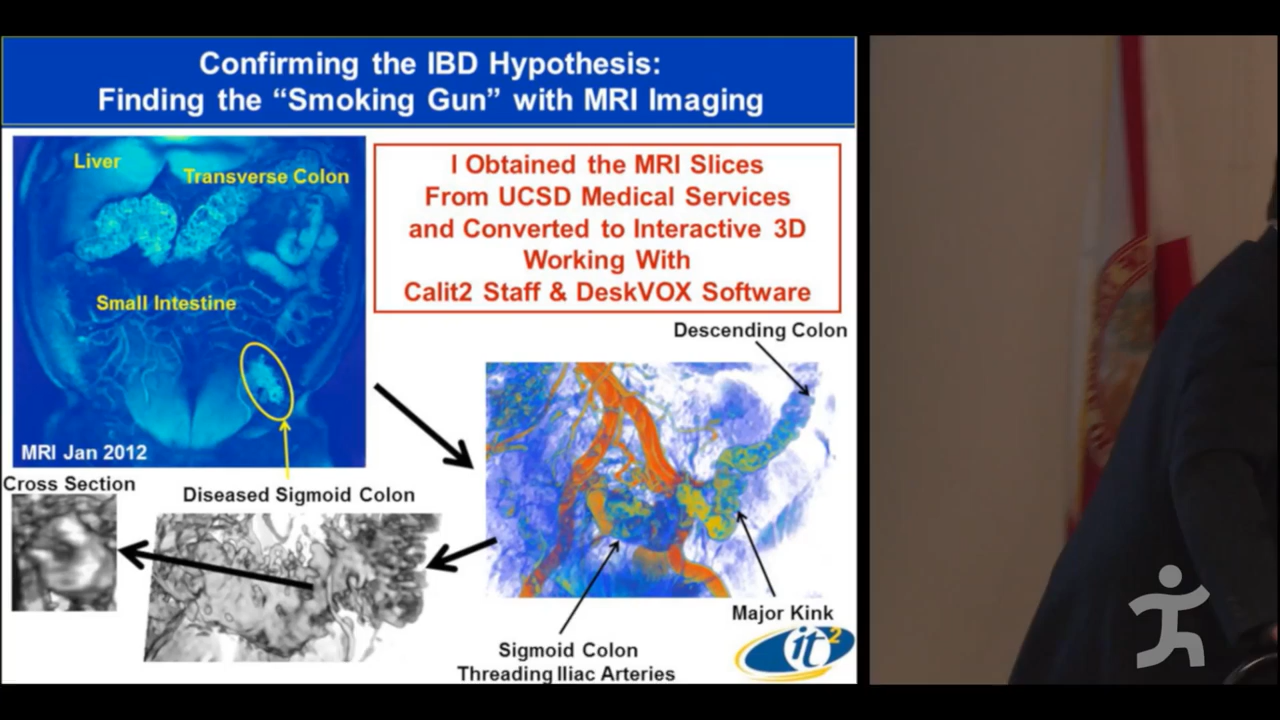 Confirming the IBD Hypothesis:
Finding the “Smoking Gun” with MRI Imaging
Liver
Transverse Colon
Small Intestine
MRI Jan 2012
I Obtained the MRI Slices
From UCSD Medical Services
and Converted to Interactive 3D
Working With
Calit2 Staff & DeskVOX Software
Descending Colon
Cross Section
Diseased Sigmoid Colon
Major Kink
Sigmoid Colon
Threading Iliac Arteries
it2